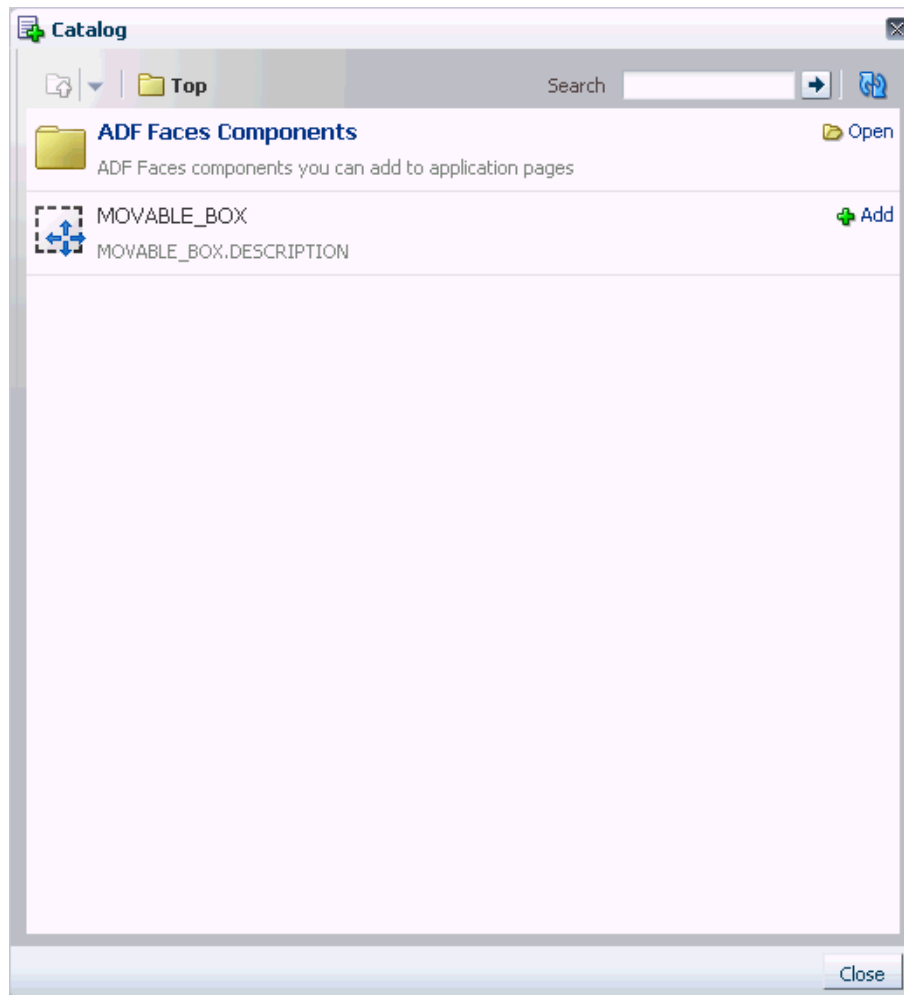 Catalog
Top
Search
ADF Faces Components
Open
ADF Faces components you can add to application pages
MOVABLE_BOX
Add
MOVABLE_BOX.DESCRIPTION
Close